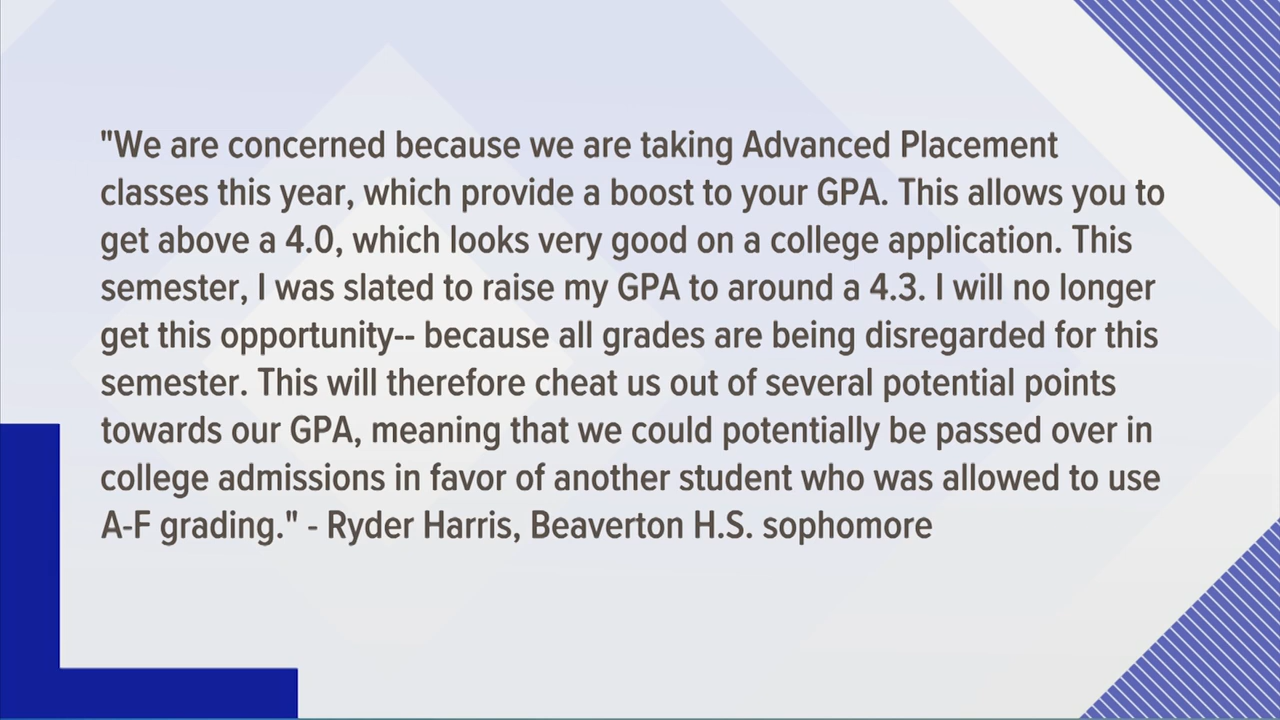 "We are concerned because we are taking Advanced Placement
classes this year, which provide a boost to your GPA. This allows you to
get above a 4.0, which looks very good on a college application. This
semester, I was slated to raise my GPA to around a 4.3. I will no longer
get this opportunity-- because all grades are being disregarded for this
semester. This will therefore cheat us out of several potential points
towards our GPA, meaning that we could potentially be passed over in
college admissions in favor of another student who was allowed to use
A-F grading." - Ryder Harris, Beaverton H.S. sophomore